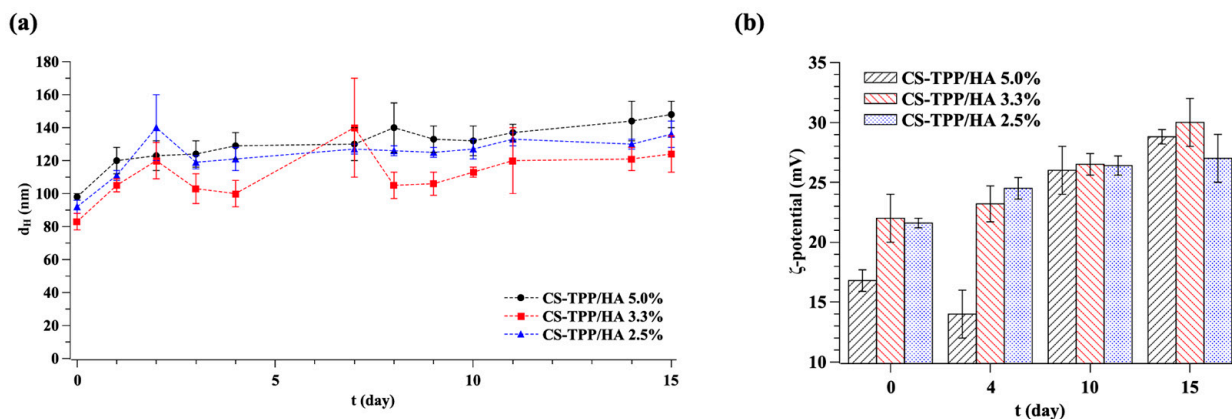 (a)
180
160
140
120
100
80
60
40
20
0
d_H (nm)
0
5
10
15
t (day)
CS-TPP/HA 5.0%
CS-TPP/HA 3.3%
CS-TPP/HA 2.5%
(b)
35
30
25
20
15
10
ζ-potential (mV)
CS-TPP/HA 5.0%
CS-TPP/HA 3.3%
CS-TPP/HA 2.5%
0
4
10
15
t (day)